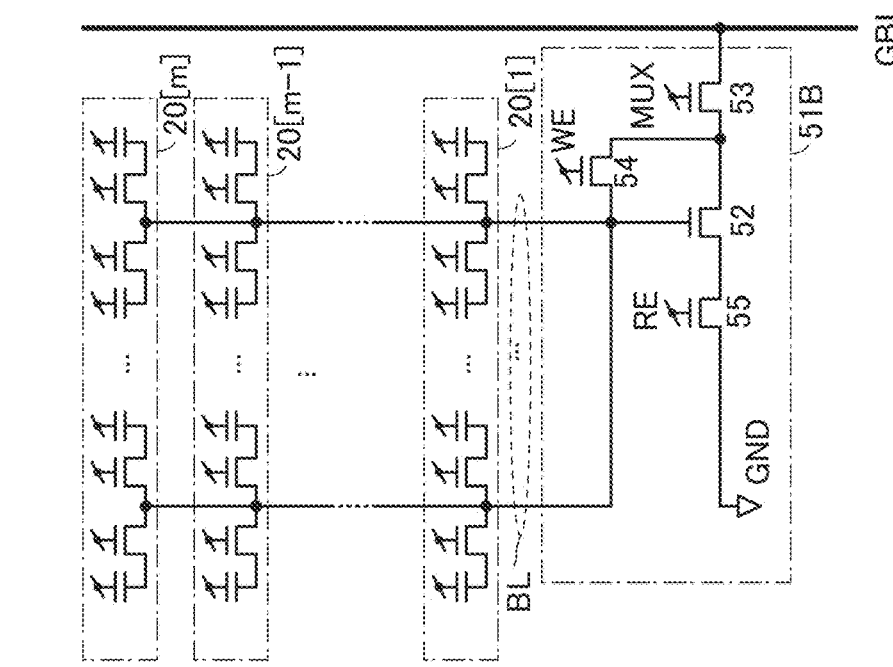 GBL
20[m]
20[m-1]
20[1]
MUX
53
WE
54
51B
52
RE
55
GND
BL